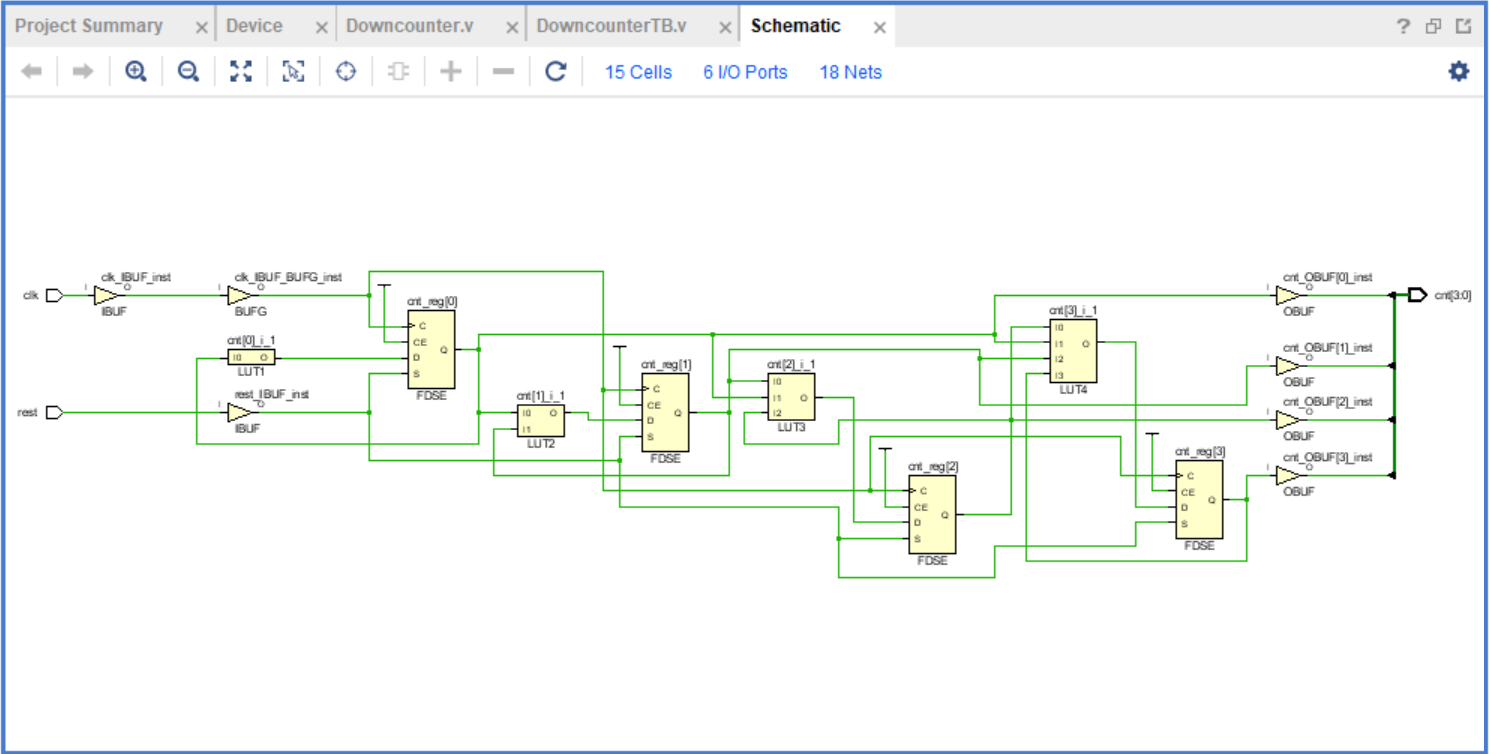 Project Summary × Device × Downcounter.v × DowncounterTB.v × Schematic × ?
15 Cells 6 I/O Ports 18 Nets
clk
I
clk_IBUF_inst
O
IBUF
I
clk_IBUF_BUFG_inst
O
BUFG
cnt[0]_i_1
I0 O
LUT1
rest
I
rest_IBUF_inst
O
IBUF
cnt_reg[0]
C
CE
D
S
Q
FDSE
cnt[1]_i_1
I0 O
I1
LUT2
cnt_reg[1]
C
CE
D
S
Q
FDSE
cnt[2]_i_1
I0
I1 O
I2
LUT3
cnt_reg[2]
C
CE
D
S
Q
FDSE
cnt[3]_i_1
I0
I1 O
I2
I3
LUT4
cnt_reg[3]
C
CE
D
S
Q
FDSE
cnt_OBUF[0]_inst
I O
OBUF
cnt_OBUF[1]_inst
I O
OBUF
cnt_OBUF[2]_inst
I O
OBUF
cnt_OBUF[3]_inst
I O
OBUF
cnt[3:0]